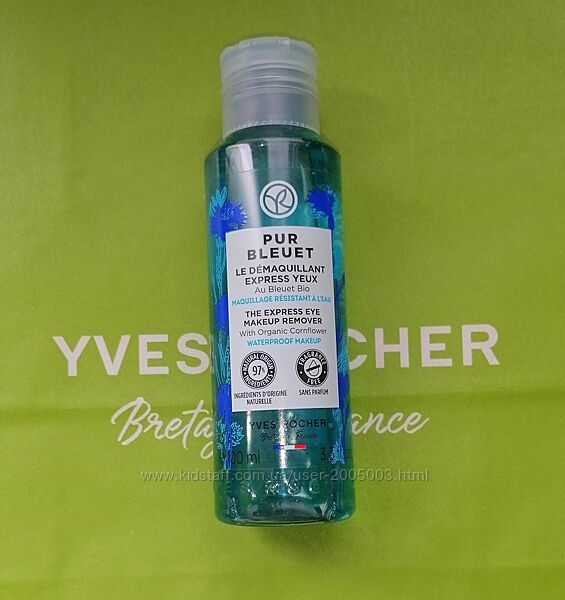 PUR
BLEUET
LE DÉMAQUILLANT
EXPRESS YEUX
Au Bleuet Bio
MAQUILLAGE RÉSISTANT À L'EAU
THE EXPRESS EYE
MAKEUP REMOVER
With Organic Cornflower
WATERPROOF MAKEUP
NATURAL ORIGIN
97%
INGREDIENTS
INGRÉDIENTS D'ORIGINE
NATURELLE
FRAGRANCE
FREE
SANS PARFUM
YVES ROCHER
Bretagne, France
100 ml
YVES ROCHER
www.kidstaff.com.ua/user-2005003.html